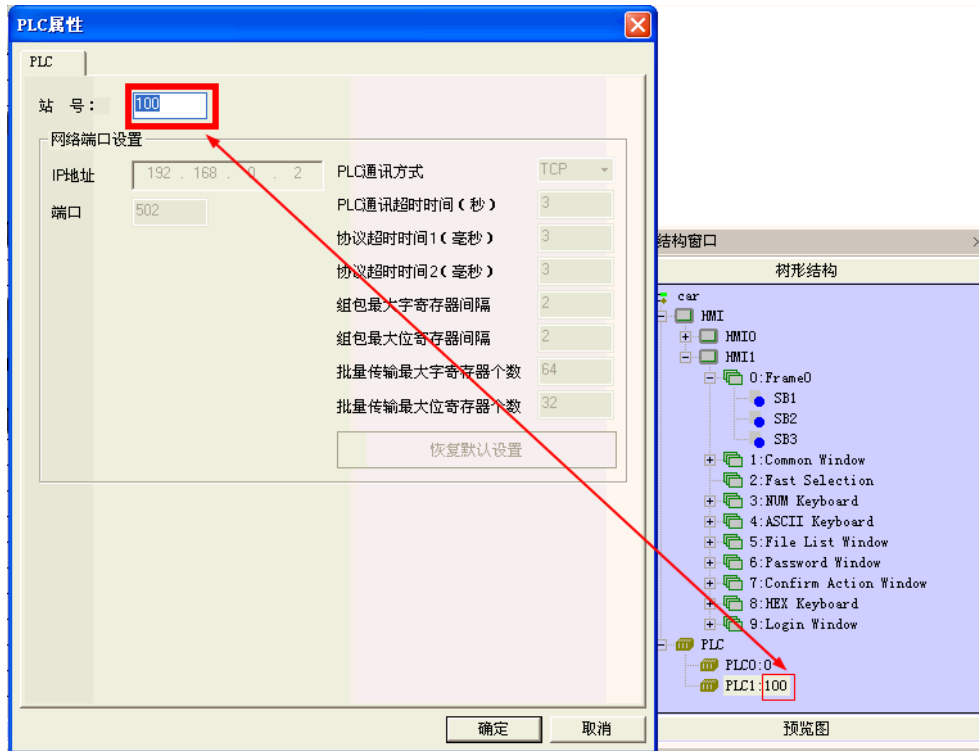 PLC属性
PLC
站 号： 100
网络端口设置
IP地址 192 . 168 . 0 . 2
端口 502
PLC通讯方式 TCP
PLC通讯超时时间（秒） 3
协议超时时间1（毫秒） 3
协议超时时间2（毫秒） 3
组包最大字寄存器间隔 2
组包最大位寄存器间隔 2
批量传输最大字寄存器个数 64
批量传输最大位寄存器个数 32
恢复默认设置
确定 取消
结构窗口
树形结构
car
HMI
HMI0
HMI1
0:Frame0
SB1
SB2
SB3
1:Common Window
2:Fast Selection
3:NUM Keyboard
4:ASCII Keyboard
5:File List Window
6:Password Window
7:Confirm Action Window
8:HEX Keyboard
9:Login Window
PLC
PLC0:0
PLC1:100
预览图